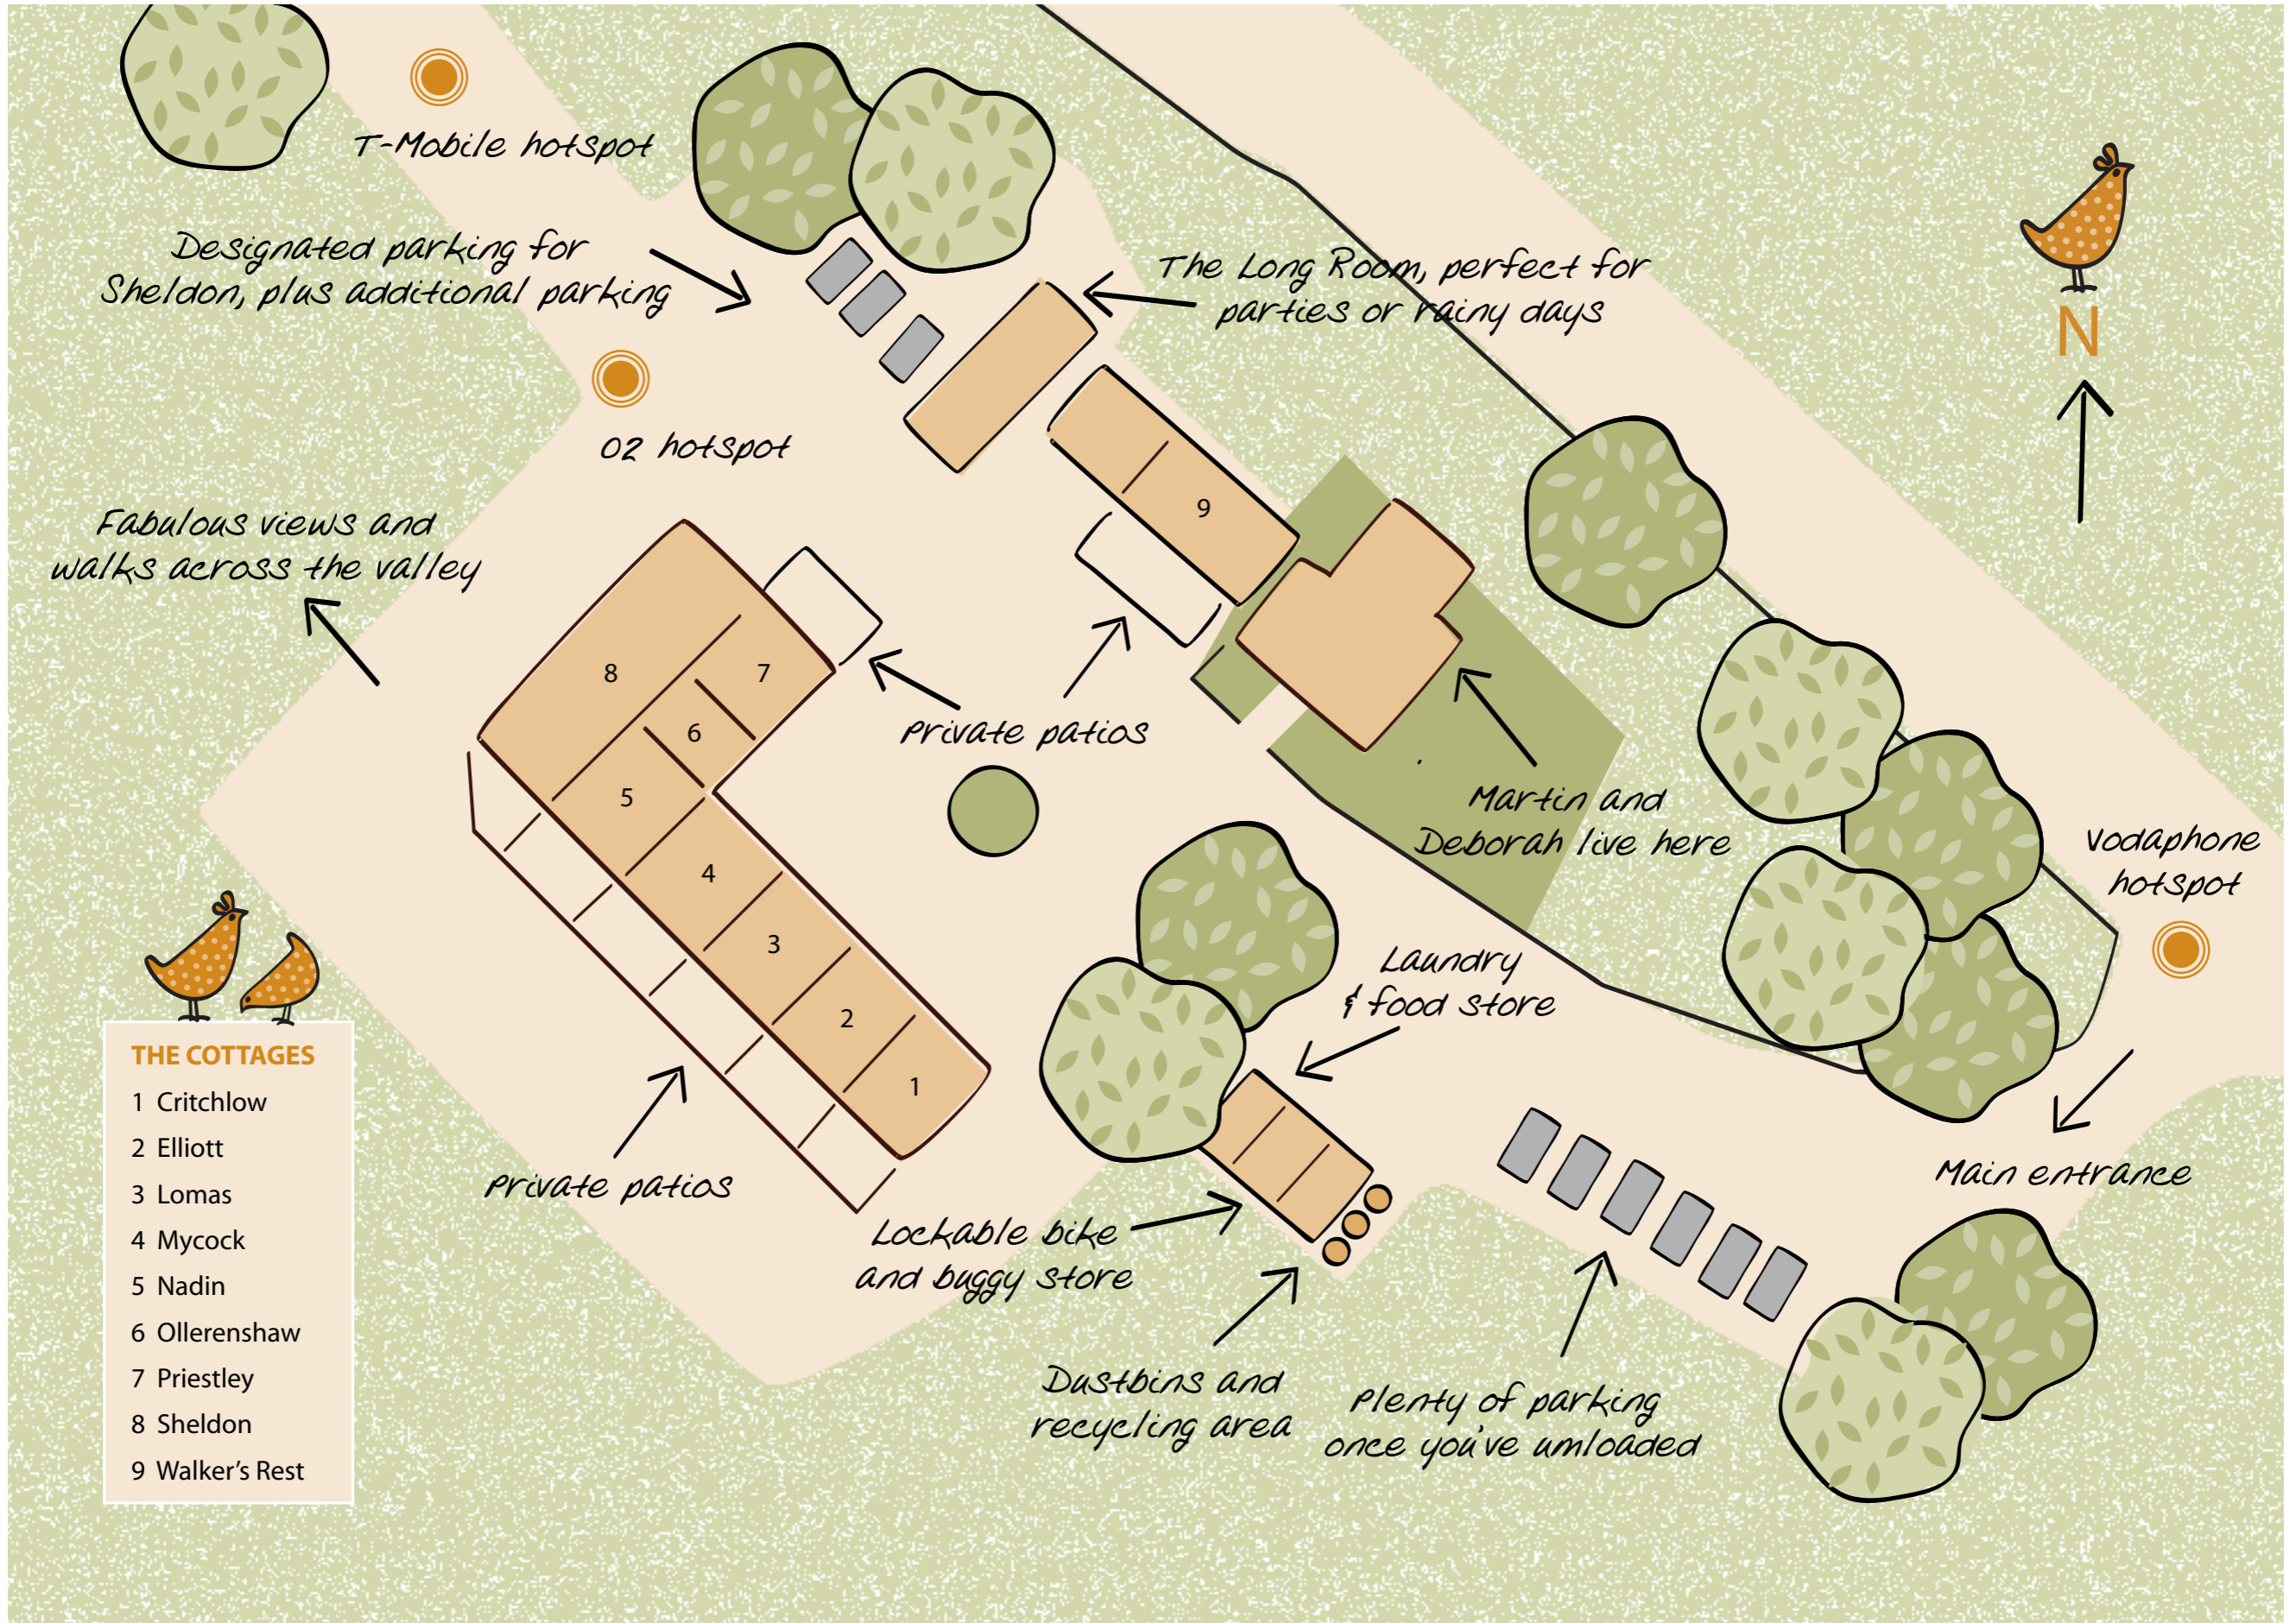 T-Mobile hotspot
Designated parking for
Sheldon, plus additional parking
The Long Room, perfect for
parties or rainy days
N
O2 hotspot
Fabulous views and
walks across the valley
9
8
7
6
5
4
3
2
1
Private patios
Martin and
Deborah live here
Vodaphone
hotspot
Laundry
& food store
Main entrance
Private patios
Lockable bike
and buggy store
Dustbins and
recycling area
Plenty of parking
once you've umloaded
THE COTTAGES
1 Critchlow
2 Elliott
3 Lomas
4 Mycock
5 Nadin
6 Ollerenshaw
7 Priestley
8 Sheldon
9 Walker's Rest